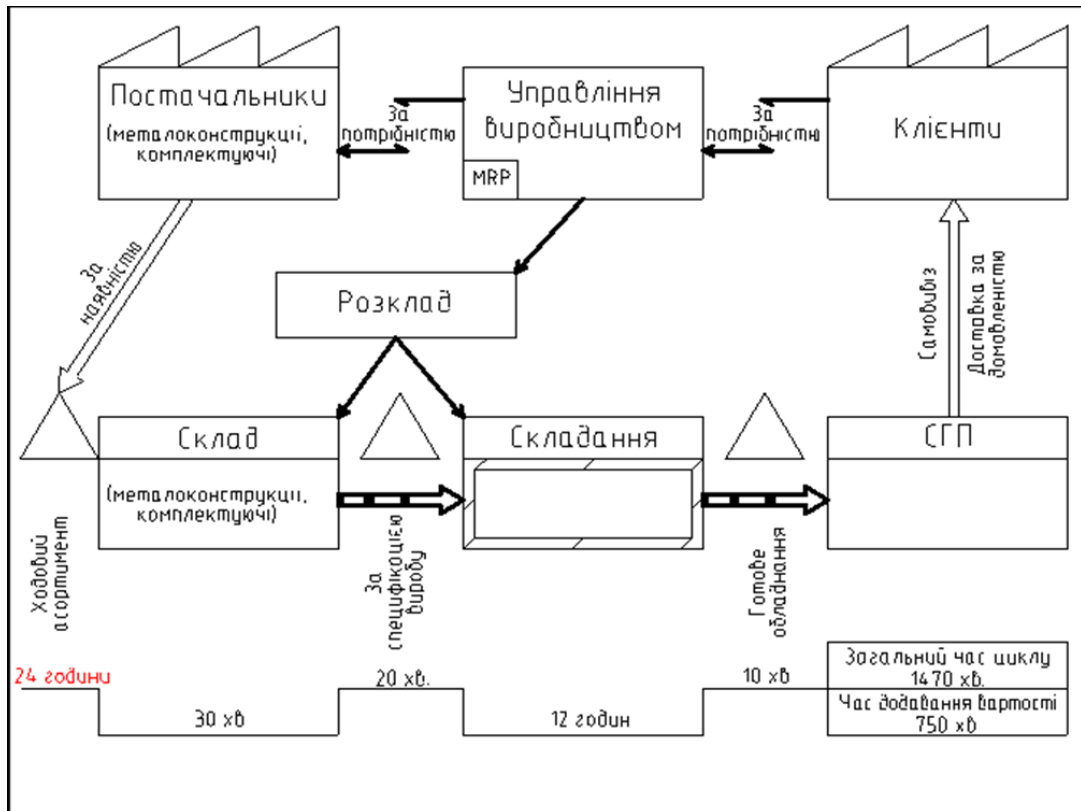 Постачальники
(металоконструкції,
комплектуючі)
За
потрібністю
Управління
виробництвом
MRP
За
потрібністю
Клієнти
За
наявністю
Розклад
Самовивіз
Доставка за
домовленістю
Склад
(металоконструкції,
комплектуючі)
Складання
СГП
Ходовий
асортимент
За
специфікацією
виробу
Готове
обладнання
24 години
30 хв
20 хв.
12 годин
10 хв
Загальний час циклу
1470 хв.
Час додавання вартості
750 хв